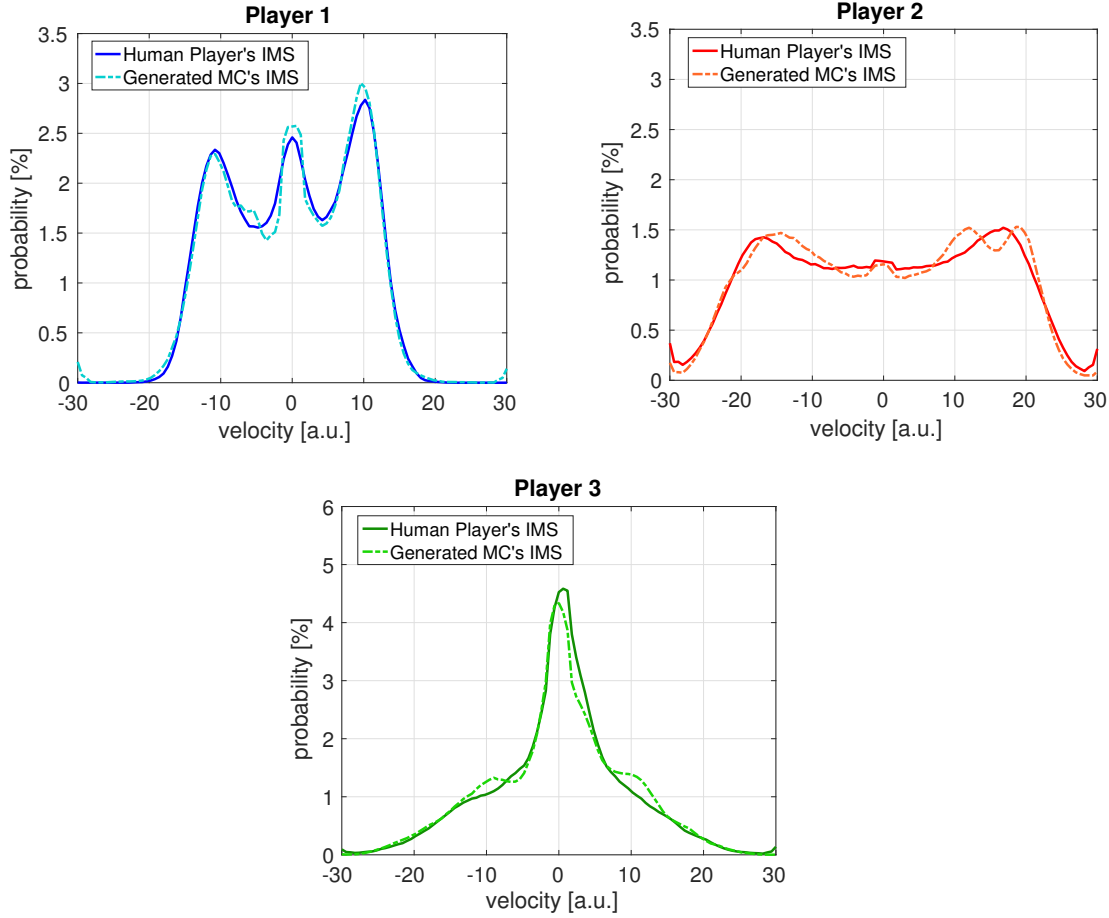 Player 1
3.5
3
2.5
2
1.5
1
0.5
0
probability [%]
Human Player's IMS
Generated MC's IMS
-30
-20
-10
0
10
20
30
velocity [a.u.]
Player 2
3.5
3
2.5
2
1.5
1
0.5
0
probability [%]
Human Player's IMS
Generated MC's IMS
-30
-20
-10
0
10
20
30
velocity [a.u.]
Player 3
6
5
4
3
2
1
0
probability [%]
Human Player's IMS
Generated MC's IMS
-30
-20
-10
0
10
20
30
velocity [a.u.]